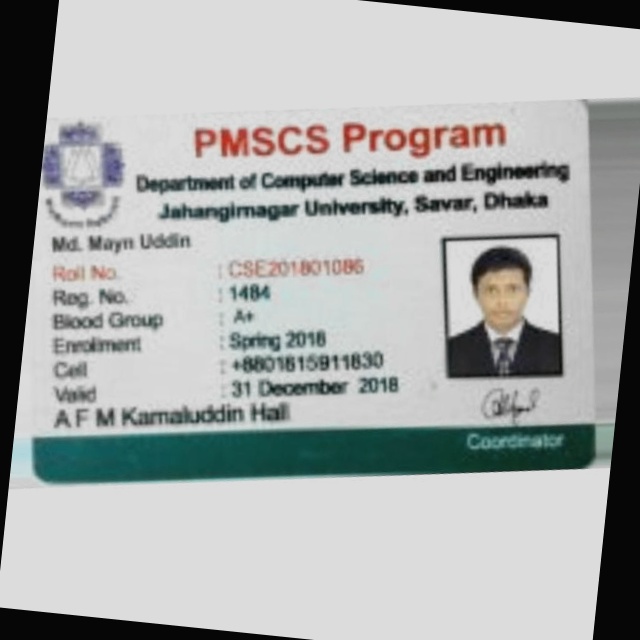 PMSCS Program
Department of Computer Science and Engineering
Jahangirnagar University, Savar, Dhaka
Md. Mayn Uddin
Roll No. : CSE201801086
Reg. No. : 1484
Blood Group : A+
Enrollment : Spring 2018
Cell : +8801815911830
Valid : 31 December 2018
A F M Kamaluddin Hall
Coordinator